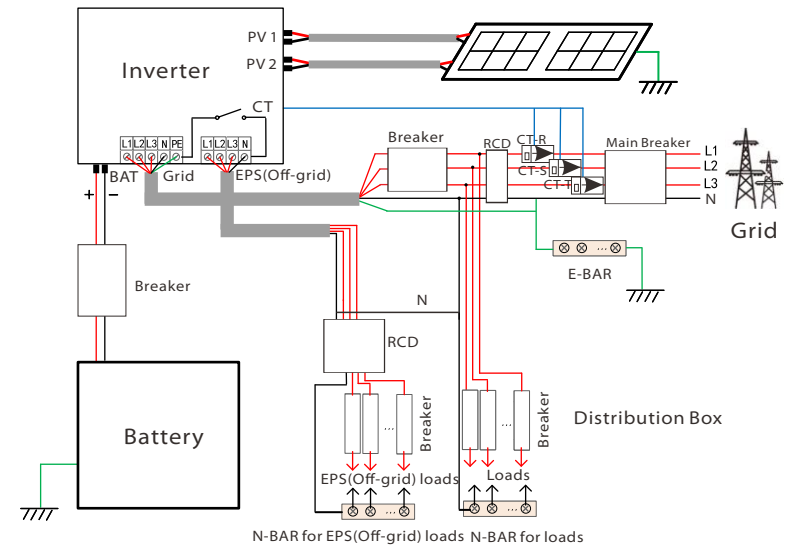 PV 1
Inverter
PV 2
CT
L1 L2 L3 N PE
L1 L2 L3 N
BAT
Grid
EPS(Off-grid)
+
−
Breaker
RCD
CT-R
CT-S
CT-T
Main Breaker
L1
L2
L3
N
Grid
E-BAR
Breaker
N
RCD
Battery
Breaker
Breaker
Distribution Box
...
...
EPS(Off-grid) loads
Loads
...
...
N-BAR for EPS(Off-grid) loads
N-BAR for loads
...